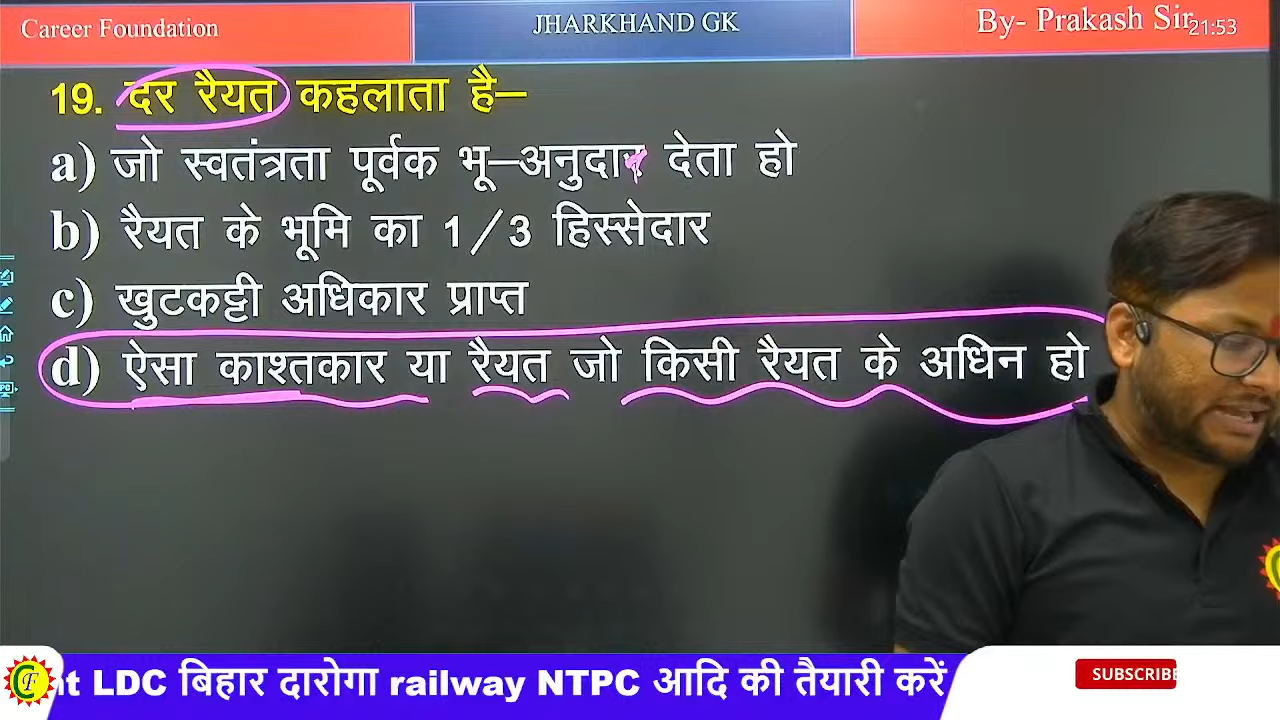 Career Foundation
JHARKHAND GK
By- Prakash Sir
21:53
19. दर रैयत कहलाता है–
a) जो स्वतंत्रता पूर्वक भू–अनुदान देता हो
b) रैयत के भूमि का 1/3 हिस्सेदार
c) खुटकट्टी अधिकार प्राप्त
d) ऐसा काश्तकार या रैयत जो किसी रैयत के अधिन हो
nt LDC बिहार दारोगा railway NTPC आदि की तैयारी करें
SUBSCRIBE